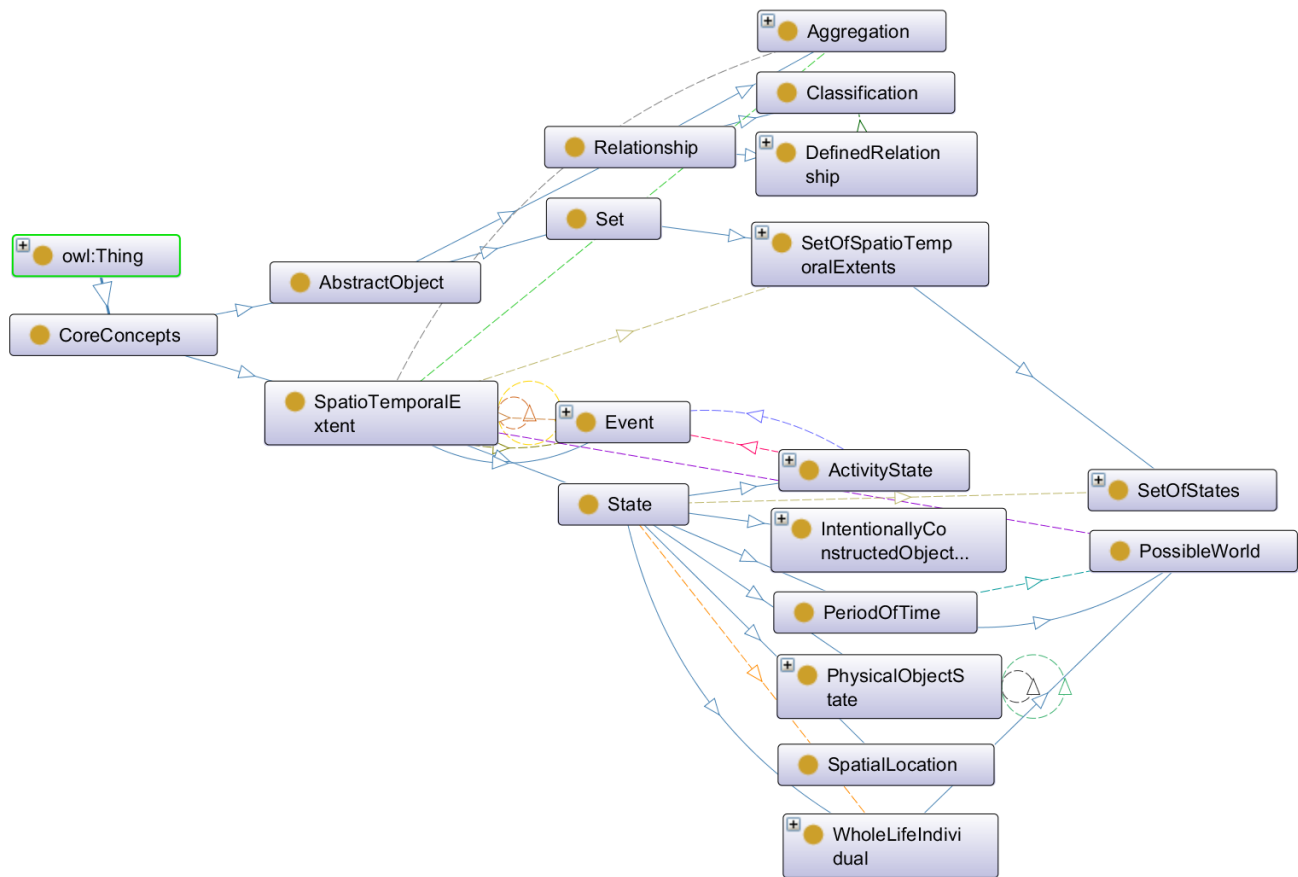 Aggregation
Classification
Relationship
DefinedRelation
ship
Set
SetOfSpatioTemp
oralExtents
owl:Thing
AbstractObject
CoreConcepts
SpatioTemporalE
xtent
Event
ActivityState
State
SetOfStates
IntentionallyCo
nstructedObject...
PossibleWorld
PeriodOfTime
PhysicalObjectS
tate
SpatialLocation
WholeLifeIndivi
dual